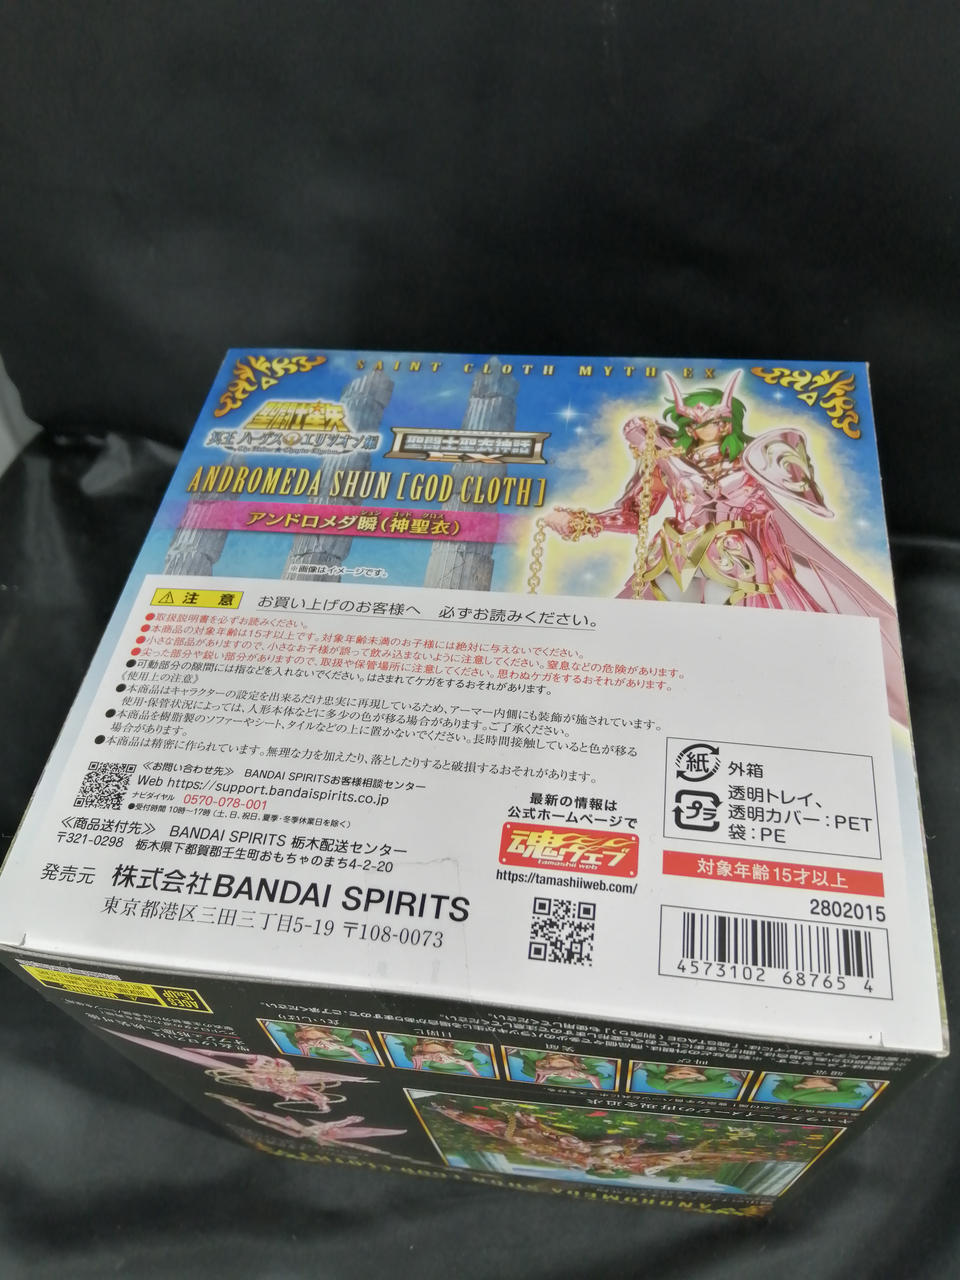 SAINT CLOTH MYTH EX
聖闘士星矢
冥王ハーデスエリシオン編
聖闘士聖衣神話
EX
ANDROMEDA SHUN [GOD CLOTH]
シュン ゴッド クロス
アンドロメダ瞬(神聖衣)
※画像はイメージです。
注意 お買い上げのお客様へ 必ずお読みください。
●取扱説明書を必ずお読みください。
●本商品の対象年齢は15才以上です。対象年齢未満のお子様には絶対に与えないでください。
●小さな部品がありますので、小さなお子様が誤って飲み込まないように注意してください。窒息などの危険があります。
●尖った部分や鋭い部分がありますので、取扱や保管場所に注意してください。思わぬケガをするおそれがあります。
●可動部分の隙間には指などを入れないでください。はさまれてケガをするおそれがあります。
《使用上の注意》
●本商品はキャラクターの設定を出来るだけ忠実に再現しているため、アーマー内側にも装飾が施されています。
使用・保管状況によっては、人形本体などに多少の色が移る場合があります。ご了承ください。
●本商品を樹脂製のソファーやシート、タイルなどの上に置かないでください。長時間接触していると色が移る
場合があります。
●本商品は精密に作られています。無理な力を加えたり、落としたりすると破損するおそれがあります。
≪お問い合わせ先≫ BANDAI SPIRITSお客様相談センター
Web https://support.bandaispirits.co.jp
ナビダイヤル 0570-078-001
●受付時間 10時〜17時(土、日、祝日、夏季・冬季休業日を除く)
≪商品送付先≫ BANDAI SPIRITS 栃木配送センター
〒321-0298 栃木県下都賀郡壬生町おもちゃのまち4-2-20
発売元 株式会社BANDAI SPIRITS
東京都港区三田三丁目5-19 〒108-0073
最新の情報は
公式ホームページで
魂ウェブ
tamashii web
https://tamashiiweb.com/
紙 外箱
プラ 透明トレイ、
透明カバー:PET
袋:PE
対象年齢15才以上
2802015
4573102 687654
AGES 15&UP
WARNING:
食いしばり
目閉じ
笑顔
叫び
通常
ANDROMEDA SHUN [GOD CLOTH]